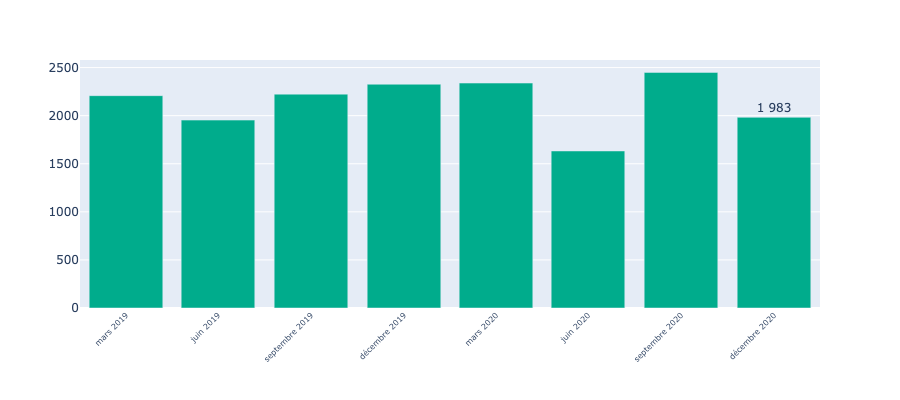 2500
2000
1500
1000
500
0
1 983
mars 2019
juin 2019
septembre 2019
décembre 2019
mars 2020
juin 2020
septembre 2020
décembre 2020